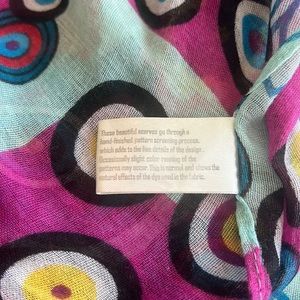 These beautiful scarves go through a
hand-finished pattern screening process,
which adds to the fine details of the design.
Occasionally slight color running of the
patterns may occur. This is normal and shows the
natural effects of the dye used in the fabric.